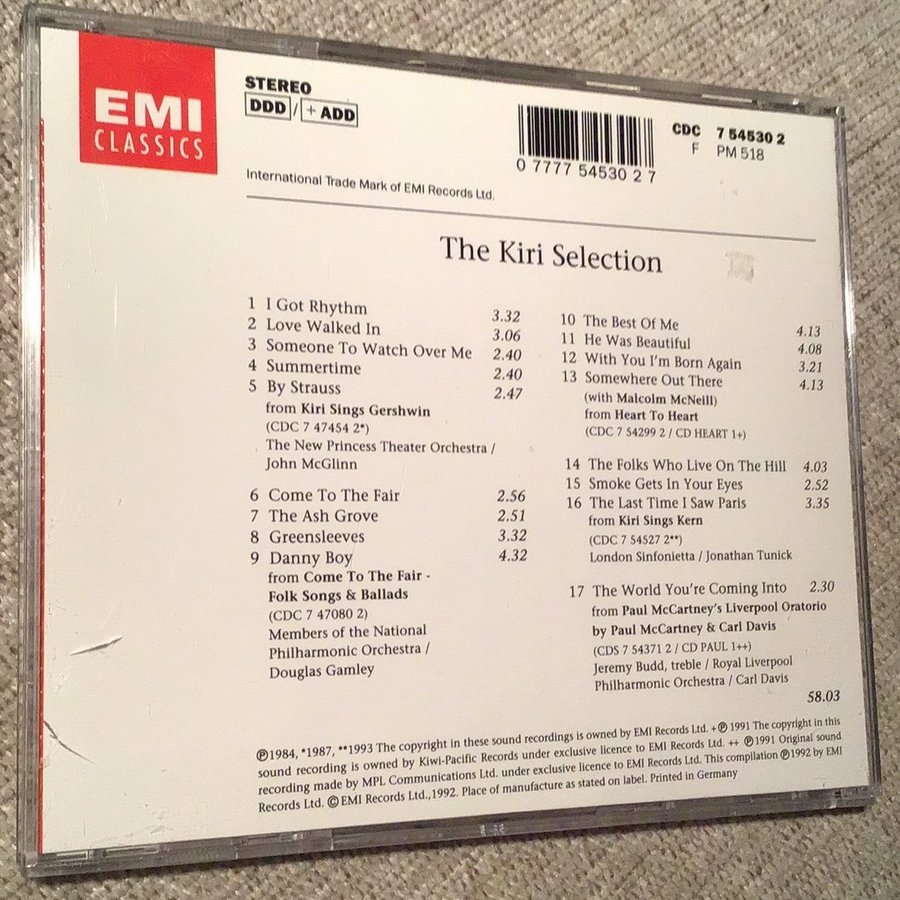 EMI
CLASSICS
STEREO
DDD / + ADD
International Trade Mark of EMI Records Ltd.
0 7777 54530 2 7
CDC 7 54530 2
F PM 518
The Kiri Selection
1 I Got Rhythm 3.32
2 Love Walked In 3.06
3 Someone To Watch Over Me 2.40
4 Summertime 2.40
5 By Strauss 2.47
from Kiri Sings Gershwin
(CDC 7 47454 2*)
The New Princess Theater Orchestra /
John McGlinn
6 Come To The Fair 2.56
7 The Ash Grove 2.51
8 Greensleeves 3.32
9 Danny Boy 4.32
from Come To The Fair -
Folk Songs & Ballads
(CDC 7 47080 2)
Members of the National
Philharmonic Orchestra /
Douglas Gamley
10 The Best Of Me 4.13
11 He Was Beautiful 4.08
12 With You I'm Born Again 3.21
13 Somewhere Out There 4.13
(with Malcolm McNeill)
from Heart To Heart
(CDC 7 54299 2 / CD HEART 1+)
14 The Folks Who Live On The Hill 4.03
15 Smoke Gets In Your Eyes 2.52
16 The Last Time I Saw Paris 3.35
from Kiri Sings Kern
(CDC 7 54527 2**)
London Sinfonietta / Jonathan Tunick
17 The World You're Coming Into 2.30
from Paul McCartney's Liverpool Oratorio
by Paul McCartney & Carl Davis
(CDS 7 54371 2 / CD PAUL 1++)
Jeremy Budd, treble / Royal Liverpool
Philharmonic Orchestra / Carl Davis
58.03
℗1984, *1987, **1993 The copyright in these sound recordings is owned by EMI Records Ltd. +℗1991 The copyright in this
sound recording is owned by Kiwi-Pacific Records under exclusive licence to EMI Records Ltd. ++ ℗1991 Original sound
recording made by MPL Communications Ltd. under exclusive licence to EMI Records Ltd. This compilation ℗1992 by EMI
Records Ltd. ©EMI Records Ltd.,1992. Place of manufacture as stated on label. Printed in Germany